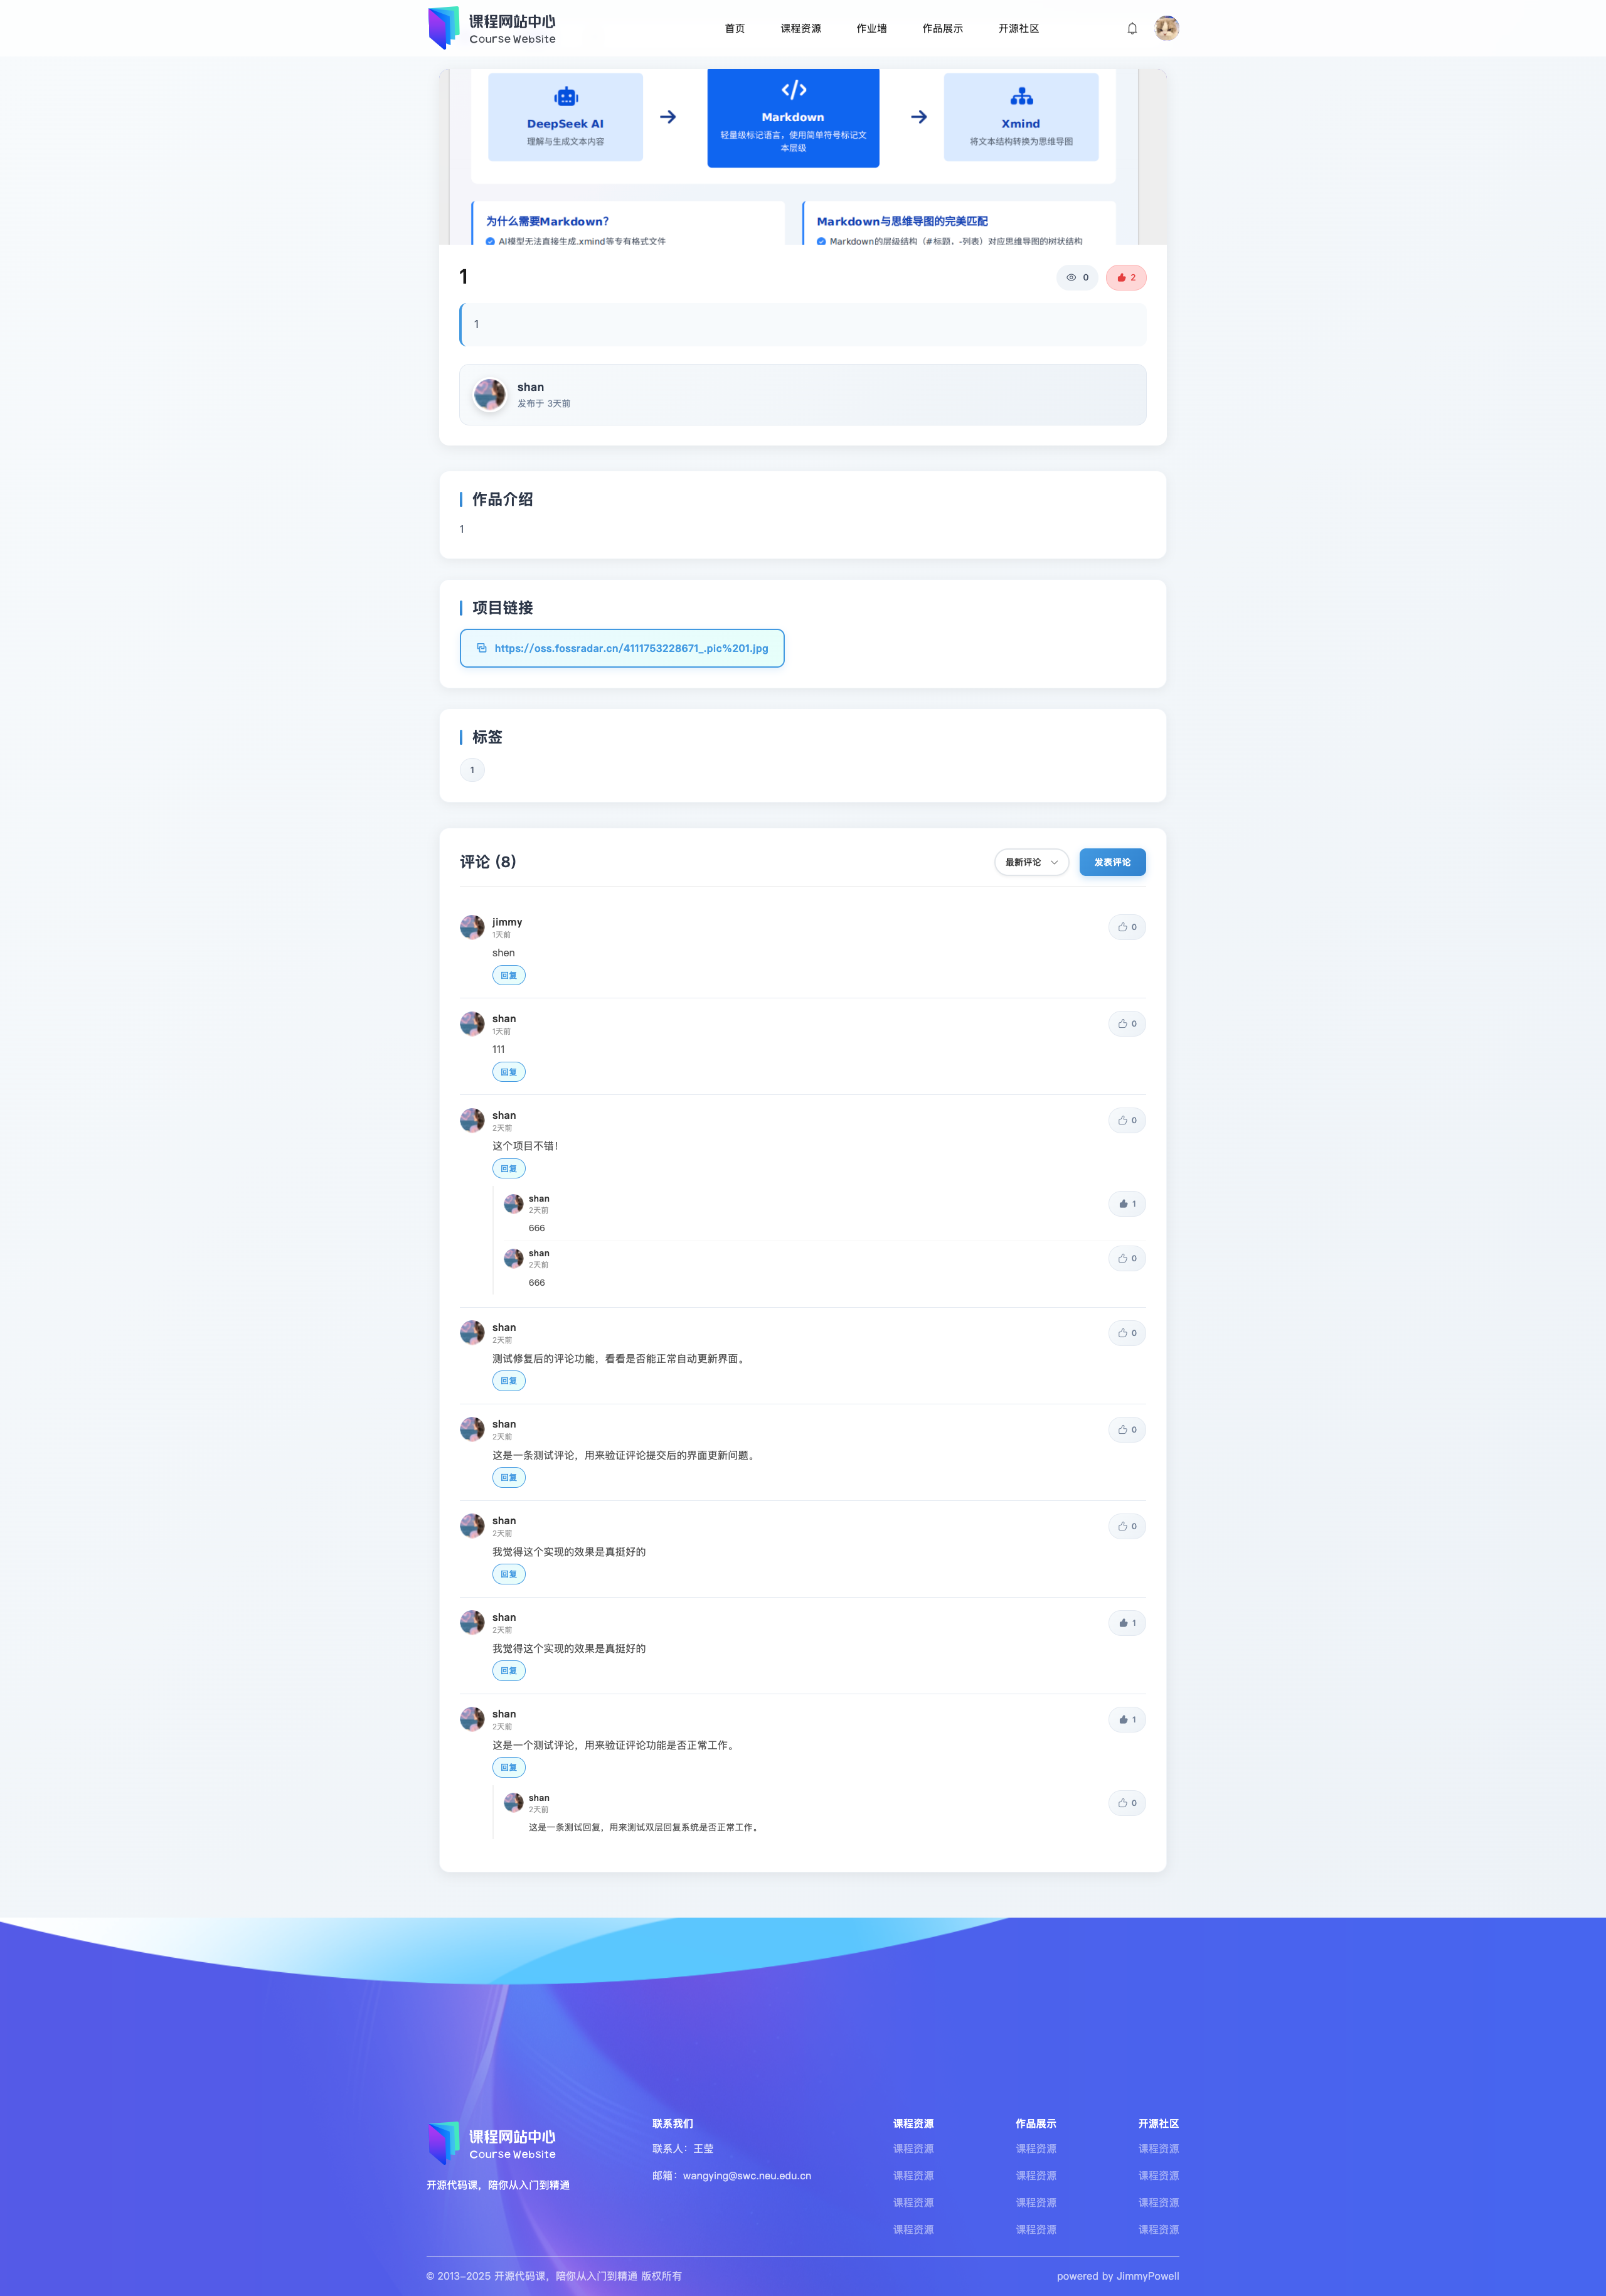 课程网站中心
Course Website
首页
课程资源
作业墙
作品展示
开源社区
DeepSeek AI
理解与生成文本内容
Markdown
轻量级标记语言，使用简单符号标记文
本层级
Xmind
将文本结构转换为思维导图
为什么需要Markdown？
AI模型无法直接生成.xmind等专有格式文件
Markdown与思维导图的完美匹配
Markdown的层级结构（#标题，-列表）对应思维导图的树状结构
1
0
2
1
shan
发布于 3天前
作品介绍
1
项目链接
https://oss.fossradar.cn/4111753228671_.pic%201.jpg
标签
1
评论 (8)
最新评论
发表评论
jimmy
0
1天前
shen
回复
shan
0
1天前
111
回复
shan
0
2天前
这个项目不错！
回复
shan
1
2天前
666
shan
0
2天前
666
shan
0
2天前
测试修复后的评论功能，看看是否能正常自动更新界面。
回复
shan
0
2天前
这是一条测试评论，用来验证评论提交后的界面更新问题。
回复
shan
0
2天前
我觉得这个实现的效果是真挺好的
回复
shan
1
2天前
我觉得这个实现的效果是真挺好的
回复
shan
1
2天前
这是一个测试评论，用来验证评论功能是否正常工作。
回复
shan
0
2天前
这是一条测试回复，用来测试双层回复系统是否正常工作。
课程网站中心
Course Website
开源代码课，陪你从入门到精通
联系我们
联系人：王莹
邮箱：wangying@swc.neu.edu.cn
课程资源
课程资源
课程资源
课程资源
课程资源
作品展示
课程资源
课程资源
课程资源
课程资源
开源社区
课程资源
课程资源
课程资源
课程资源
© 2013-2025 开源代码课，陪你从入门到精通 版权所有
powered by JimmyPowell